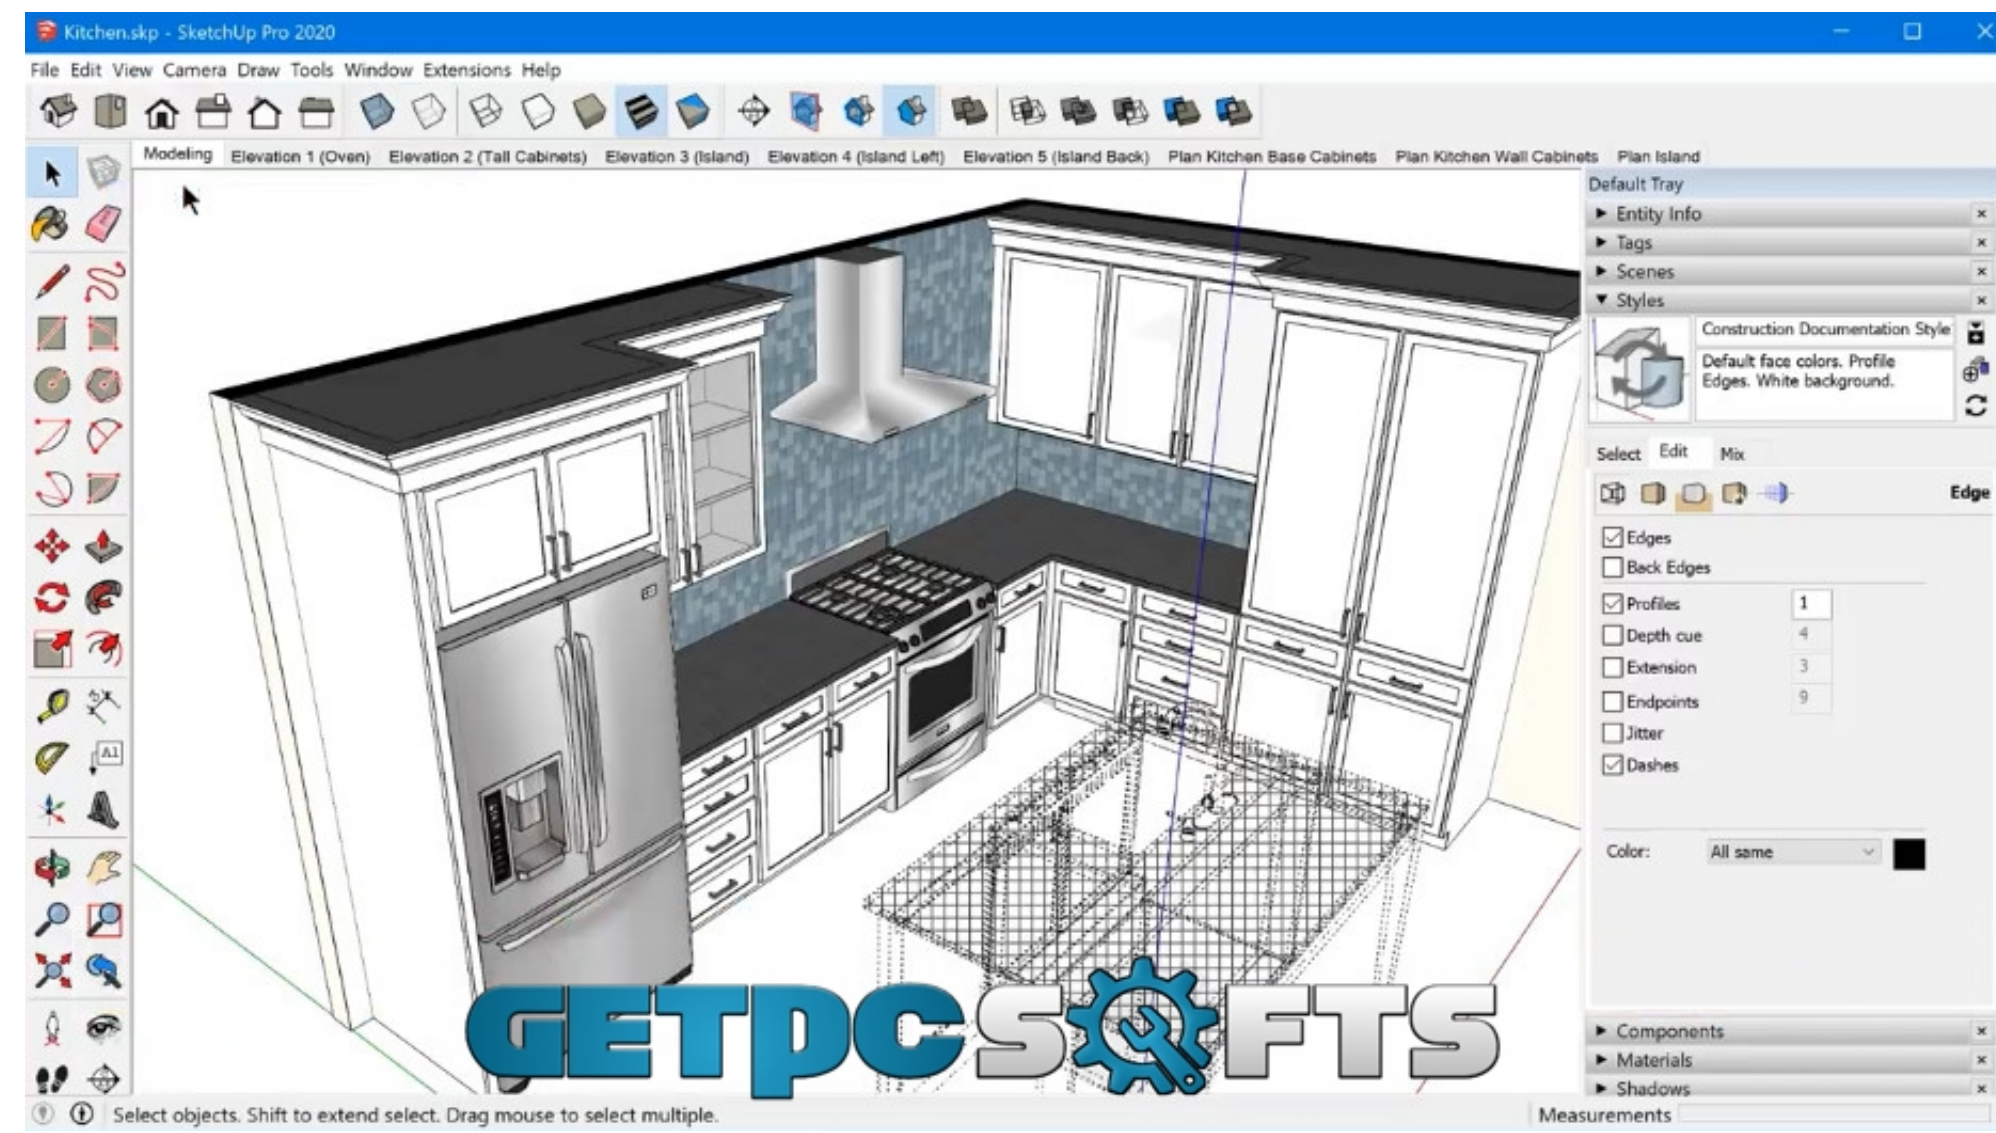 Kitchen.skp - SketchUp Pro 2020
File Edit View Camera Draw Tools Window Extensions Help
Modeling Elevation 1 (Oven) Elevation 2 (Tall Cabinets) Elevation 3 (Island) Elevation 4 (Island Left) Elevation 5 (Island Back) Plan Kitchen Base Cabinets Plan Kitchen Wall Cabinets Plan Island
Default Tray
Entity Info
Tags
Scenes
Styles
Construction Documentation Style
Default face colors. Profile
Edges. White background.
Select Edit Mix
Edge
Edges
Back Edges
Profiles 1
Depth cue 4
Extension 3
Endpoints 9
Jitter
Dashes
Color: All same
A1
GETPCSOFTS
Components
Materials
Shadows
Select objects. Shift to extend select. Drag mouse to select multiple.
Measurements